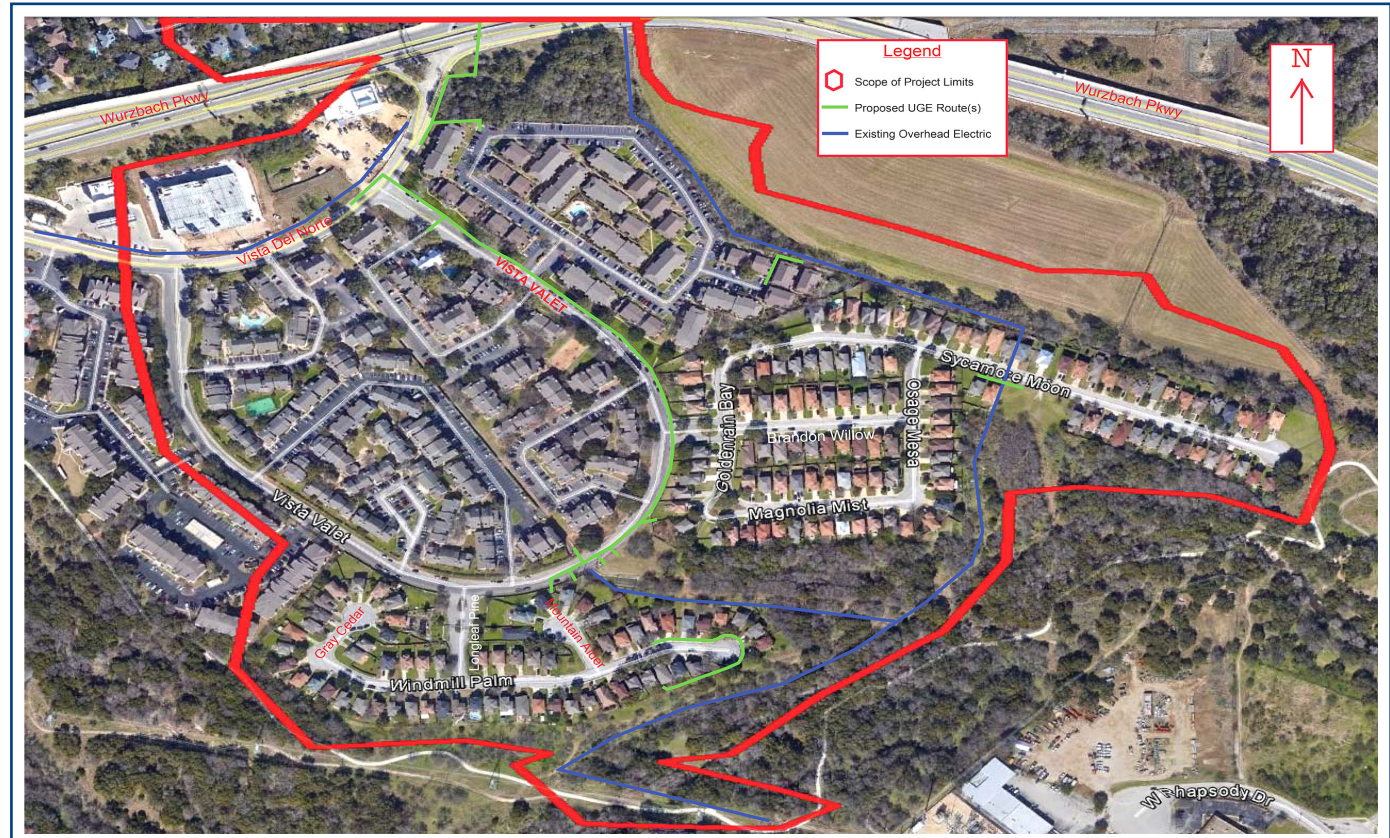 Legend
Scope of Project Limits
Proposed UGE Route(s)
Existing Overhead Electric
N
Wurzbach Pkwy
Wurzbach Pkwy
Vista Del Norte
VISTA VALET
Sycamore Moon
Goldenrain Bay
Osage Mesa
Brandon Willow
Magnolia Mist
Vista Valet
Gray Cedar
Longleaf Pine
Mountain Alder
Windmill Palm
W Rhapsody Dr